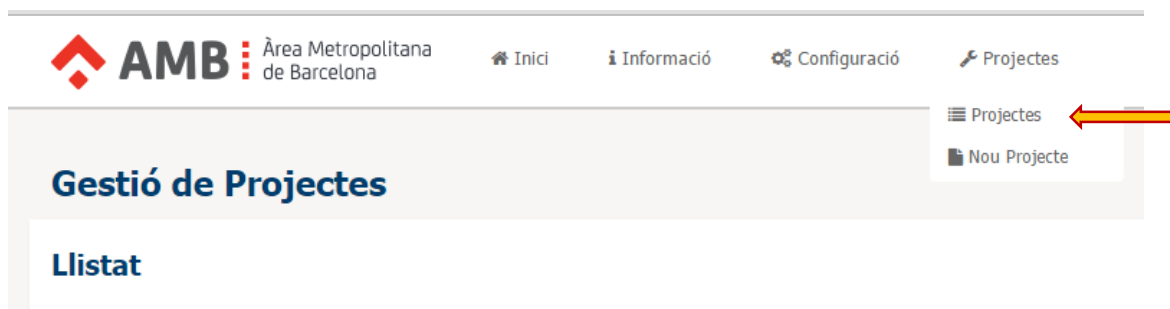 AMB Àrea Metropolitana
de Barcelona
Inici
Informació
Configuració
Projectes
Projectes
Nou Projecte
Gestió de Projectes
Llistat